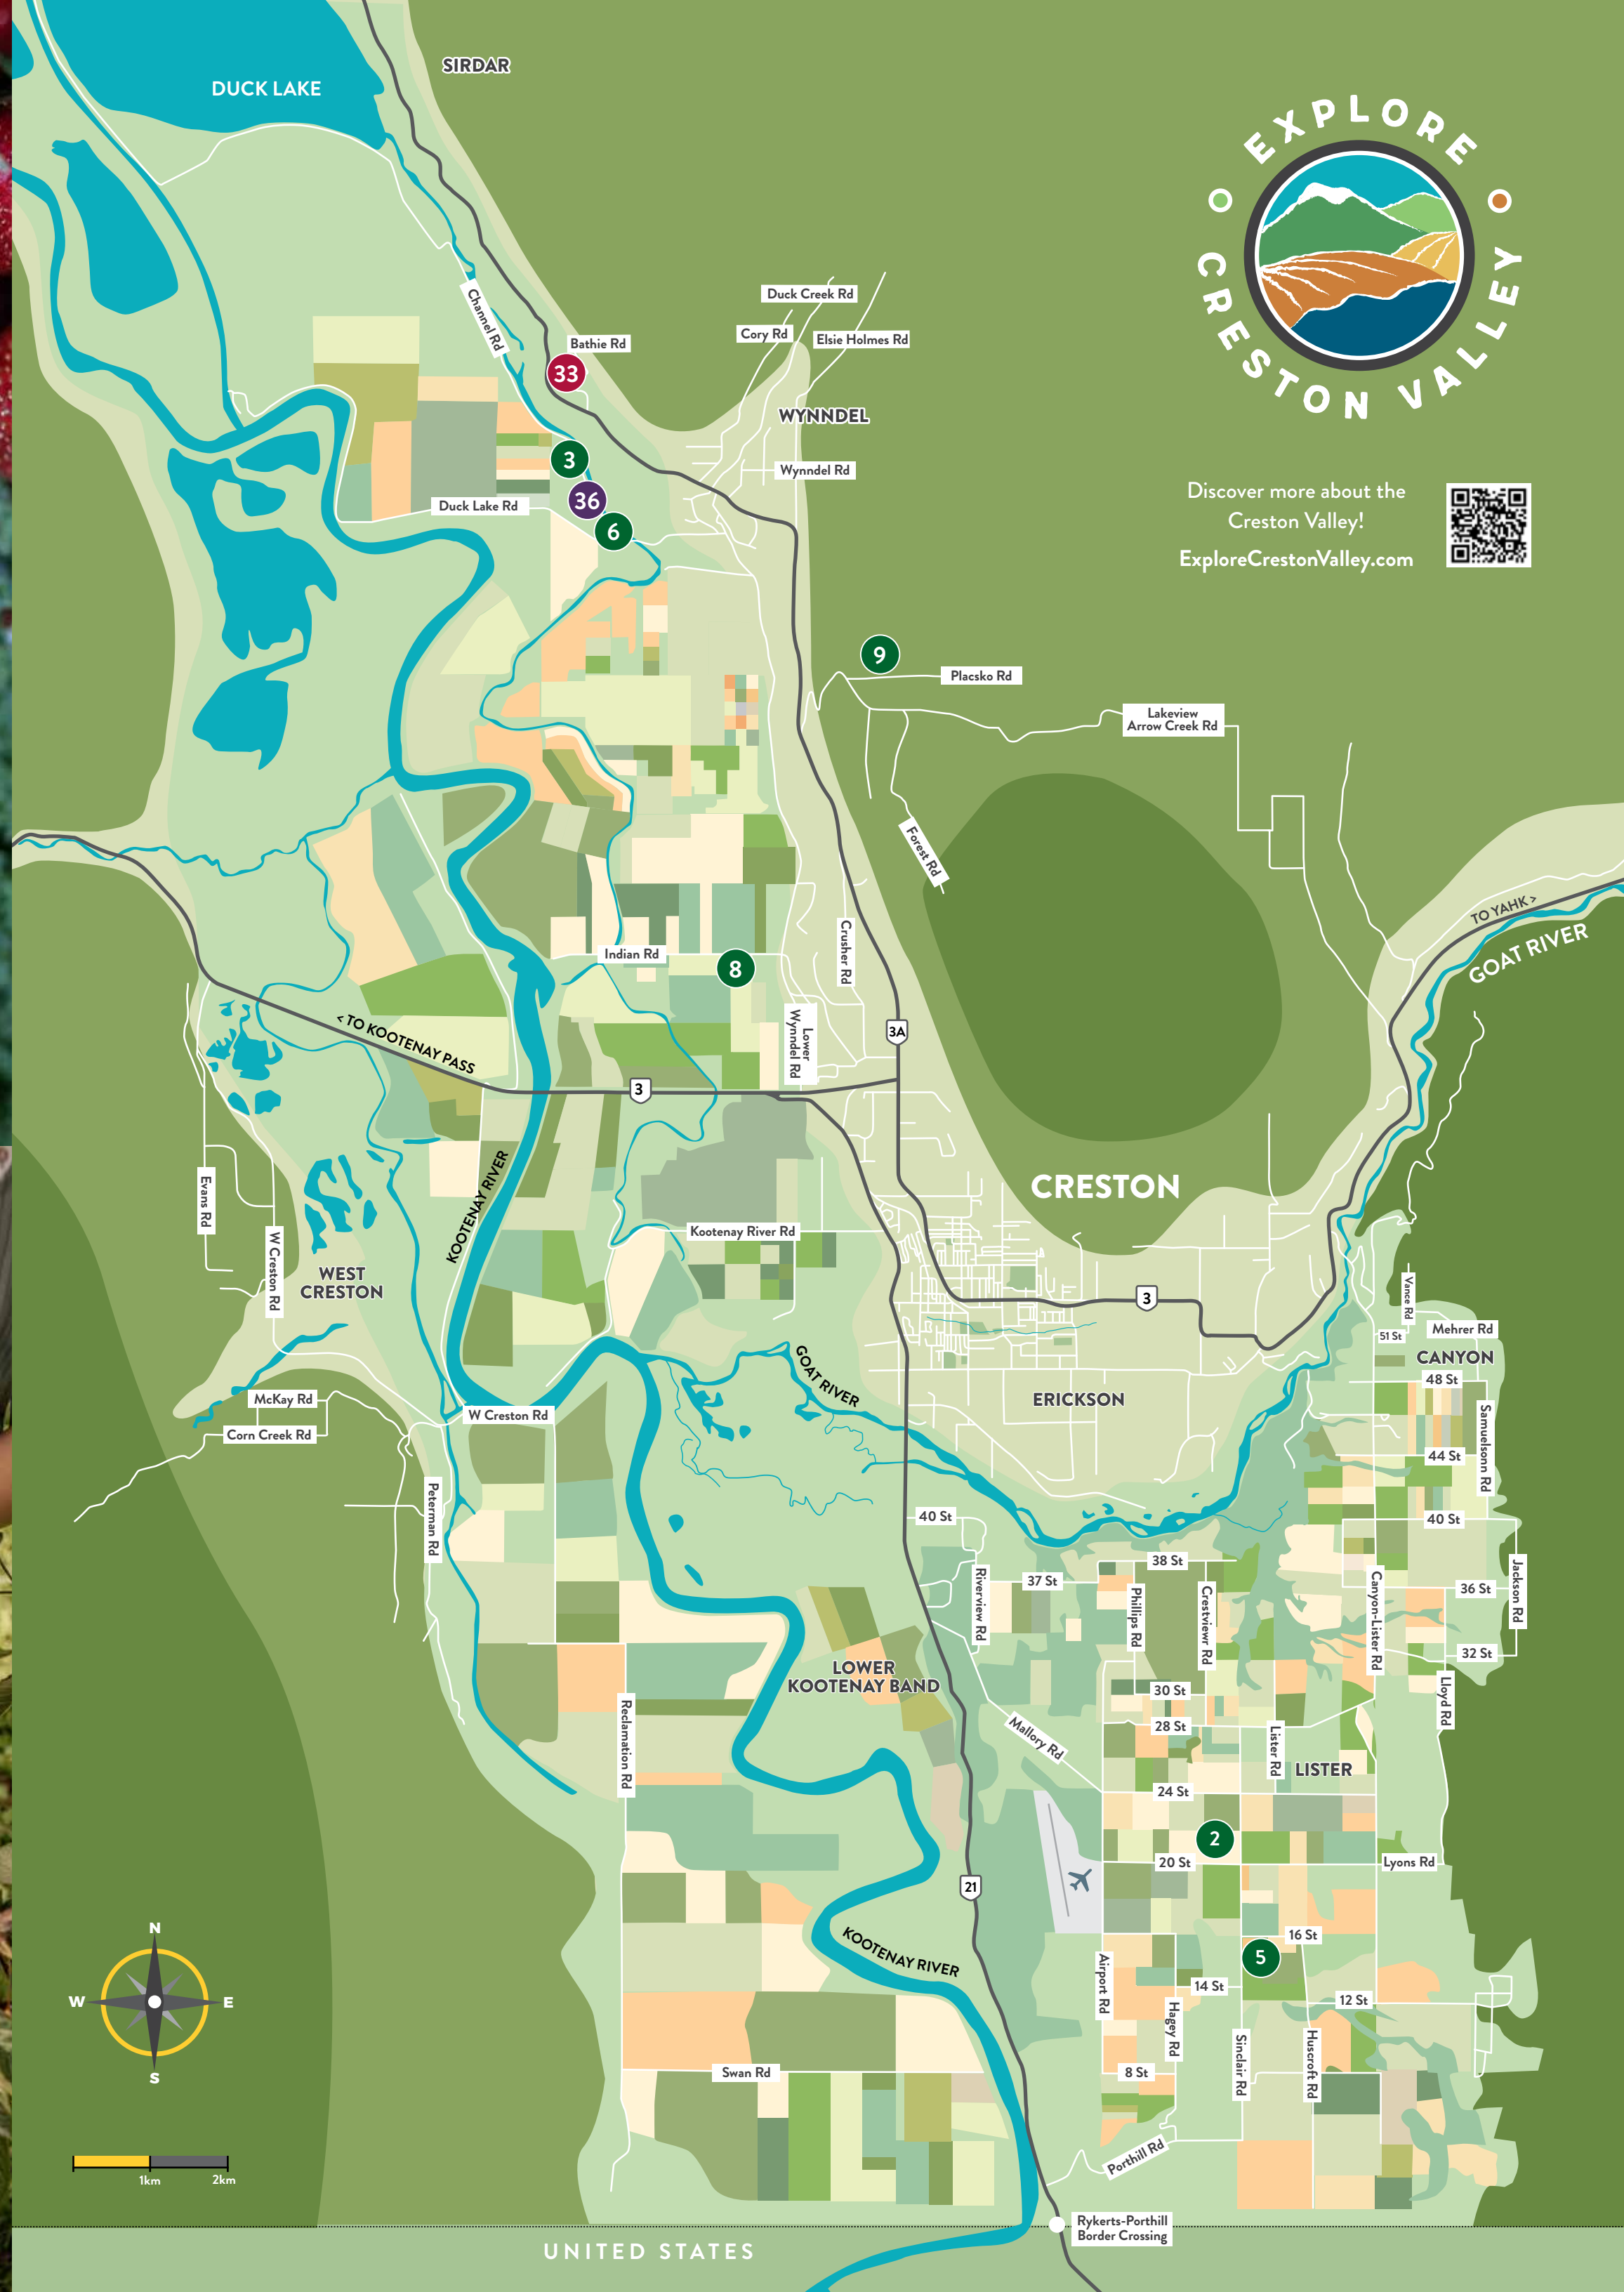 SIRDAR
DUCK LAKE
EXPLORE
CRESTON VALLEY
Discover more about the
Creston Valley!
ExploreCrestonValley.com
Channel Rd
Duck Creek Rd
Cory Rd
Elsie Holmes Rd
Bathie Rd
33
WYNNDEL
3
Wynndel Rd
36
Duck Lake Rd
6
9
Placsko Rd
Lakeview
Arrow Creek Rd
Forest Rd
TO YAHK >
GOAT RIVER
Crusher Rd
Indian Rd
8
Lower
Wynndel Rd
3A
< TO KOOTENAY PASS
3
KOOTENAY RIVER
CRESTON
Evans Rd
W Creston Rd
Kootenay River Rd
WEST
CRESTON
3
Vance Rd
51 St
Mehrer Rd
CANYON
GOAT RIVER
48 St
ERICKSON
McKay Rd
W Creston Rd
Corn Creek Rd
Samuelsonn Rd
44 St
Peterman Rd
40 St
40 St
38 St
37 St
Riverview Rd
Phillips Rd
Crestviewr Rd
Canyon-Lister Rd
36 St
Jackson Rd
32 St
LOWER
KOOTENAY BAND
30 St
Lloyd Rd
Reclamation Rd
Mallory Rd
28 St
Lister Rd
LISTER
24 St
2
20 St
Lyons Rd
21
16 St
KOOTENAY RIVER
5
Airport Rd
14 St
12 St
Hagey Rd
Sinclair Rd
Huscroft Rd
8 St
Swan Rd
N
W
E
S
Porthill Rd
1km
2km
Rykerts-Porthill
Border Crossing
UNITED STATES